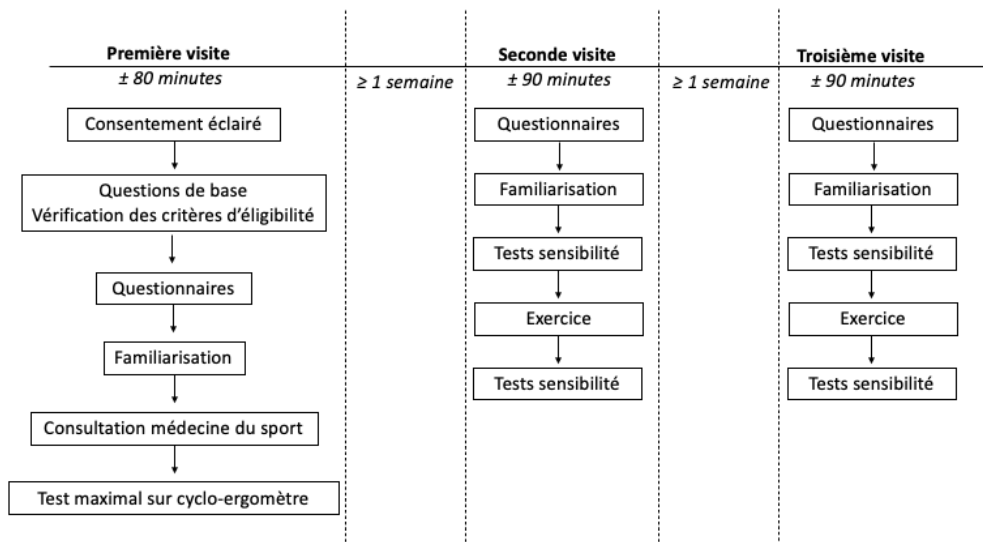 Première visite
± 80 minutes
Consentement éclairé
Questions de base
Vérification des critères d'éligibilité
Questionnaires
Familiarisation
Consultation médecine du sport
Test maximal sur cyclo-ergomètre
≥ 1 semaine
Seconde visite
± 90 minutes
Questionnaires
Familiarisation
Tests sensibilité
Exercice
Tests sensibilité
≥ 1 semaine
Troisième visite
± 90 minutes
Questionnaires
Familiarisation
Tests sensibilité
Exercice
Tests sensibilité